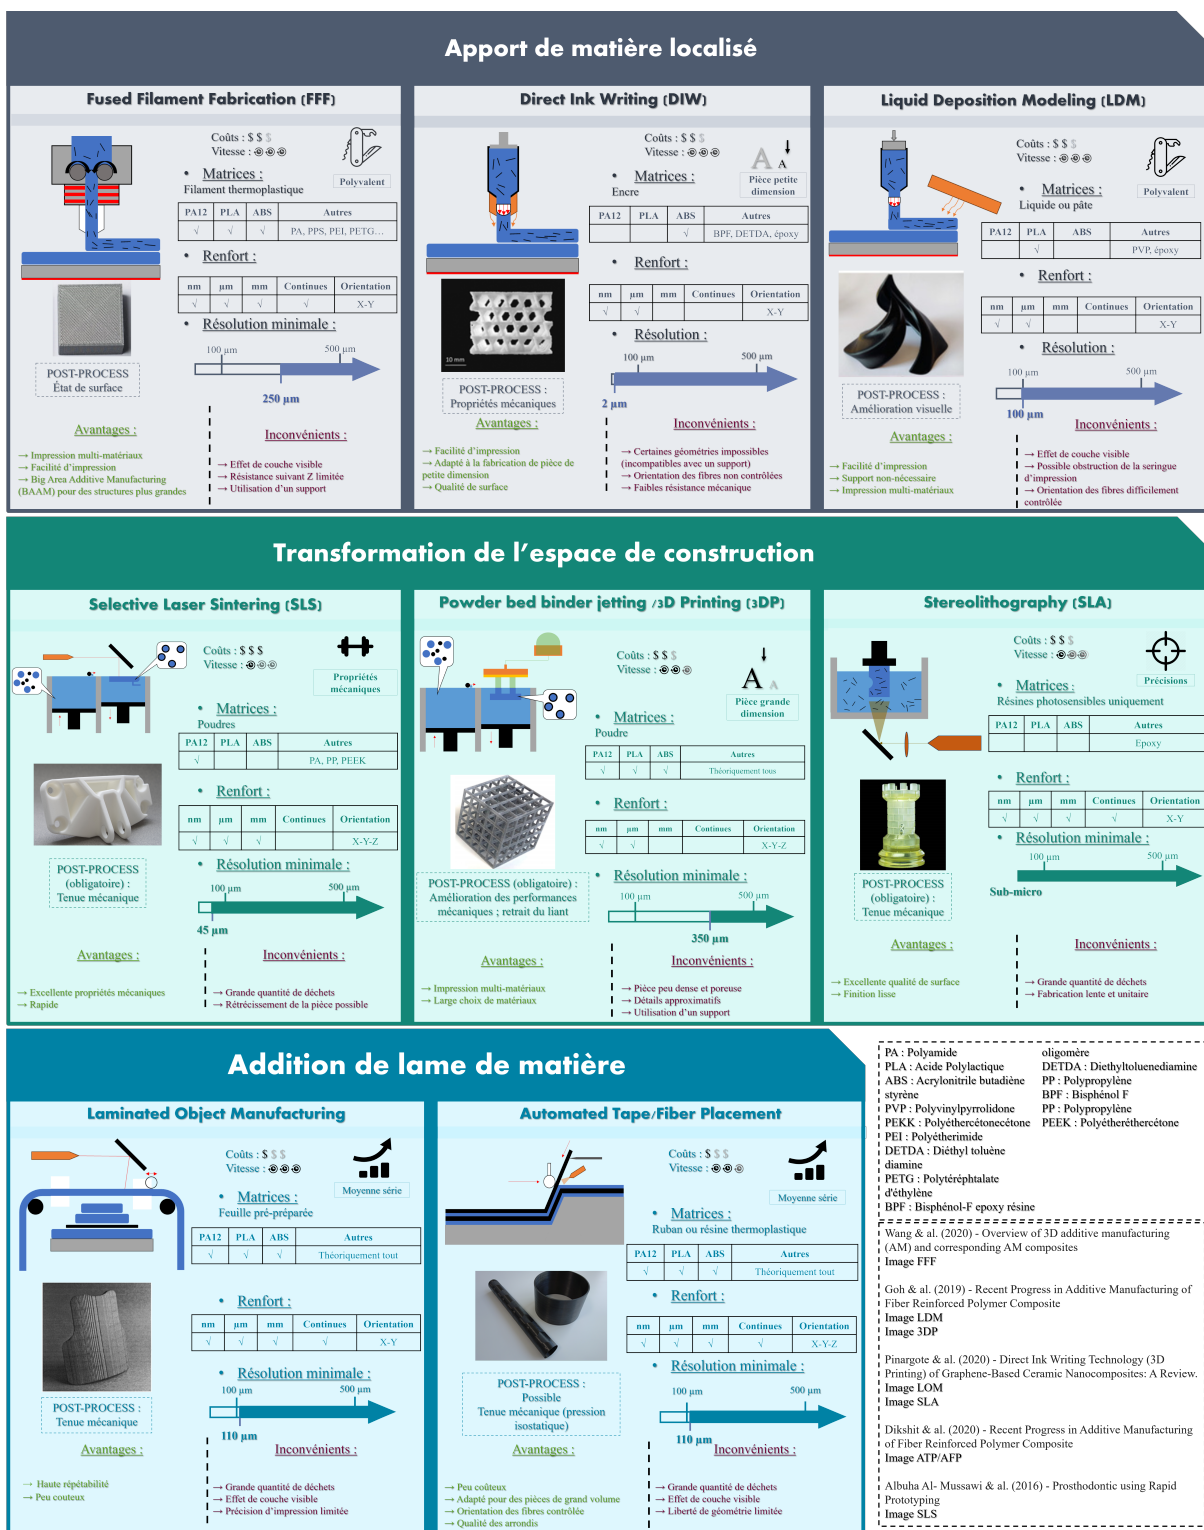 Apport de matière localisé
Fused Filament Fabrication (FFF)
Coûts : $ $ $
Vitesse :
Polyvalent
• Matrices :
Filament thermoplastique
PA12 PLA ABS Autres
√ √ √ PA, PPS, PEI, PETG…
• Renfort :
nm µm mm Continues Orientation
√ √ √ √ X-Y
• Résolution minimale :
100 µm 500 µm
250 µm
POST-PROCESS
État de surface
Avantages :
→ Impression multi-matériaux
→ Facilité d'impression
→ Big Area Additive Manufacturing
(BAAM) pour des structures plus grandes
Inconvénients :
→ Effet de couche visible
→ Résistance suivant Z limitée
→ Utilisation d'un support
Direct Ink Writing (DIW)
Coûts : $ $ $
Vitesse :
A A
Pièce petite
dimension
• Matrices :
Encre
PA12 PLA ABS Autres
√ BPF, DETDA, époxy
• Renfort :
nm µm mm Continues Orientation
√ √ X-Y
• Résolution :
100 µm 500 µm
2 µm
10 mm
POST-PROCESS :
Propriétés mécaniques
Avantages :
→ Facilité d'impression
→ Adapté à la fabrication de pièce de
petite dimension
→ Qualité de surface
Inconvénients :
→ Certaines géométries impossibles
(incompatibles avec un support)
→ Orientation des fibres non contrôlées
→ Faibles résistance mécanique
Liquid Deposition Modeling (LDM)
Coûts : $ $ $
Vitesse :
Polyvalent
• Matrices :
Liquide ou pâte
PA12 PLA ABS Autres
√ PVP, époxy
• Renfort :
nm µm mm Continues Orientation
√ √ X-Y
• Résolution :
100 µm 500 µm
100 µm
POST-PROCESS :
Amélioration visuelle
Avantages :
→ Facilité d'impression
→ Support non-nécessaire
→ Impression multi-matériaux
Inconvénients :
→ Effet de couche visible
→ Possible obstruction de la seringue
d'impression
→ Orientation des fibres difficilement
contrôlée
Transformation de l'espace de construction
Selective Laser Sintering (SLS)
Coûts : $ $ $
Vitesse :
Propriétés
mécaniques
• Matrices :
Poudres
PA12 PLA ABS Autres
√ PA, PP, PEEK
• Renfort :
nm µm mm Continues Orientation
√ √ √ X-Y-Z
• Résolution minimale :
100 µm 500 µm
45 µm
POST-PROCESS
(obligatoire) :
Tenue mécanique
Avantages :
→ Excellente propriétés mécaniques
→ Rapide
Inconvénients :
→ Grande quantité de déchets
→ Rétrécissement de la pièce possible
Powder bed binder jetting /3D Printing (3DP)
Coûts : $ $ $
Vitesse :
A A
Pièce grande
dimension
• Matrices :
Poudre
PA12 PLA ABS Autres
√ √ √ Théoriquement tous
• Renfort :
nm µm mm Continues Orientation
√ √ X-Y-Z
• Résolution minimale :
100 µm 500 µm
350 µm
POST-PROCESS (obligatoire) :
Amélioration des performances
mécaniques ; retrait du liant
Avantages :
→ Impression multi-matériaux
→ Large choix de matériaux
Inconvénients :
→ Pièce peu dense et poreuse
→ Détails approximatifs
→ Utilisation d'un support
Stereolithography (SLA)
Coûts : $ $ $
Vitesse :
Précisions
• Matrices :
Résines photosensibles uniquement
PA12 PLA ABS Autres
Epoxy
• Renfort :
nm µm mm Continues Orientation
√ √ √ √ X-Y
• Résolution minimale :
100 µm 500 µm
Sub-micro
POST-PROCESS
(obligatoire) :
Tenue mécanique
Avantages :
→ Excellente qualité de surface
→ Finition lisse
Inconvénients :
→ Grande quantité de déchets
→ Fabrication lente et unitaire
Addition de lame de matière
Laminated Object Manufacturing
Coûts : $ $ $
Vitesse :
Moyenne série
• Matrices :
Feuille pré-préparée
PA12 PLA ABS Autres
√ √ √ Théoriquement tout
• Renfort :
nm µm mm Continues Orientation
√ √ √ √ X-Y
• Résolution minimale :
100 µm 500 µm
110 µm
POST-PROCESS :
Tenue mécanique
Avantages :
→ Haute répétabilité
→ Peu couteux
Inconvénients :
→ Grande quantité de déchets
→ Effet de couche visible
→ Précision d'impression limitée
Automated Tape/Fiber Placement
Coûts : $ $ $
Vitesse :
Moyenne série
• Matrices :
Ruban ou résine thermoplastique
PA12 PLA ABS Autres
√ √ √ Théoriquement tout
• Renfort :
nm µm mm Continues Orientation
√ √ √ √ X-Y-Z
• Résolution minimale :
100 µm 500 µm
110 µm
POST-PROCESS :
Possible
Tenue mécanique (pression
isostatique)
Avantages :
→ Peu coûteux
→ Adapté pour des pièces de grand volume
→ Orientation des fibres contrôlée
→ Qualité des arrondis
Inconvénients :
→ Grande quantité de déchets
→ Effet de couche visible
→ Liberté de géométrie limitée
PA : Polyamide
PLA : Acide Polylactique
ABS : Acrylonitrile butadiène
styrène
PVP : Polyvinylpyrrolidone
PEKK : Polyéthercétonecétone
PEI : Polyétherimide
DETDA : Diéthyl toluène
diamine
PETG : Polytéréphtalate
d'éthylène
BPF : Bisphénol-F epoxy résine
oligomère
DETDA : Diethyltoluenediamine
PP : Polypropylène
BPF : Bisphénol F
PP : Polypropylène
PEEK : Polyétheréthercétone
Wang & al. (2020) - Overview of 3D additive manufacturing
(AM) and corresponding AM composites
Image FFF
Goh & al. (2019) - Recent Progress in Additive Manufacturing of
Fiber Reinforced Polymer Composite
Image LDM
Image 3DP
Pinargote & al. (2020) - Direct Ink Writing Technology (3D
Printing) of Graphene-Based Ceramic Nanocomposites: A Review.
Image LOM
Image SLA
Dikshit & al. (2020) - Recent Progress in Additive Manufacturing
of Fiber Reinforced Polymer Composite
Image ATP/AFP
Albuha Al- Mussawi & al. (2016) - Prosthodontic using Rapid
Prototyping
Image SLS